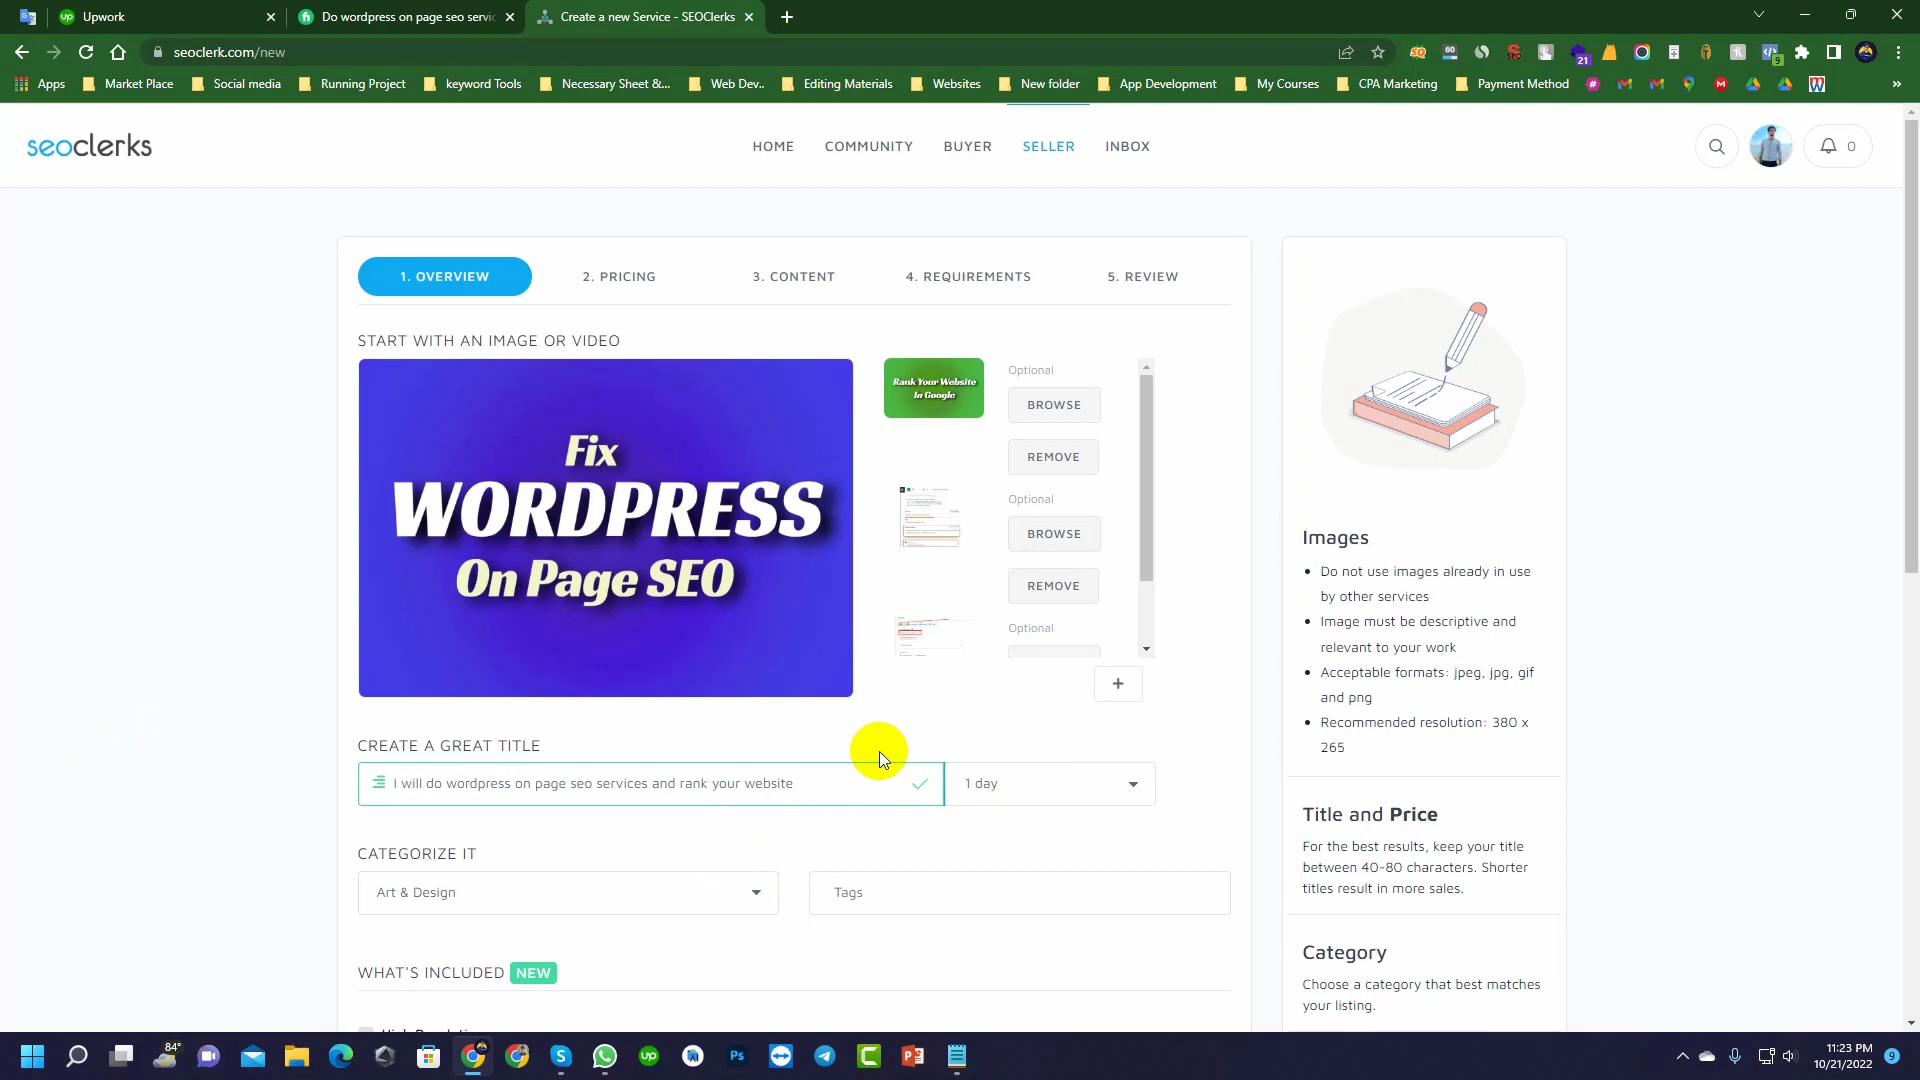 Upwork
Do wordpress on page seo servic
Create a new Service - SEOClerks
seoclerk.com/new
Apps
Market Place
Social media
Running Project
keyword Tools
Necessary Sheet &...
Web Dev..
Editing Materials
Websites
New folder
App Development
My Courses
CPA Marketing
Payment Method
seoclerks
HOME
COMMUNITY
BUYER
SELLER
INBOX
0
1. OVERVIEW
2. PRICING
3. CONTENT
4. REQUIREMENTS
5. REVIEW
START WITH AN IMAGE OR VIDEO
Fix
WORDPRESS
On Page SEO
Rank Your Website
In Google
Optional
BROWSE
REMOVE
Optional
BROWSE
REMOVE
Optional
+
CREATE A GREAT TITLE
I will do wordpress on page seo services and rank your website
1 day
CATEGORIZE IT
Art & Design
Tags
WHAT'S INCLUDED NEW
Images
Do not use images already in use
by other services
Image must be descriptive and
relevant to your work
Acceptable formats: jpeg, jpg, gif
and png
Recommended resolution: 380 x
265
Title and Price
For the best results, keep your title
between 40-80 characters. Shorter
titles result in more sales.
Category
Choose a category that best matches
your listing.
84°
11:23 PM
10/21/2022
9